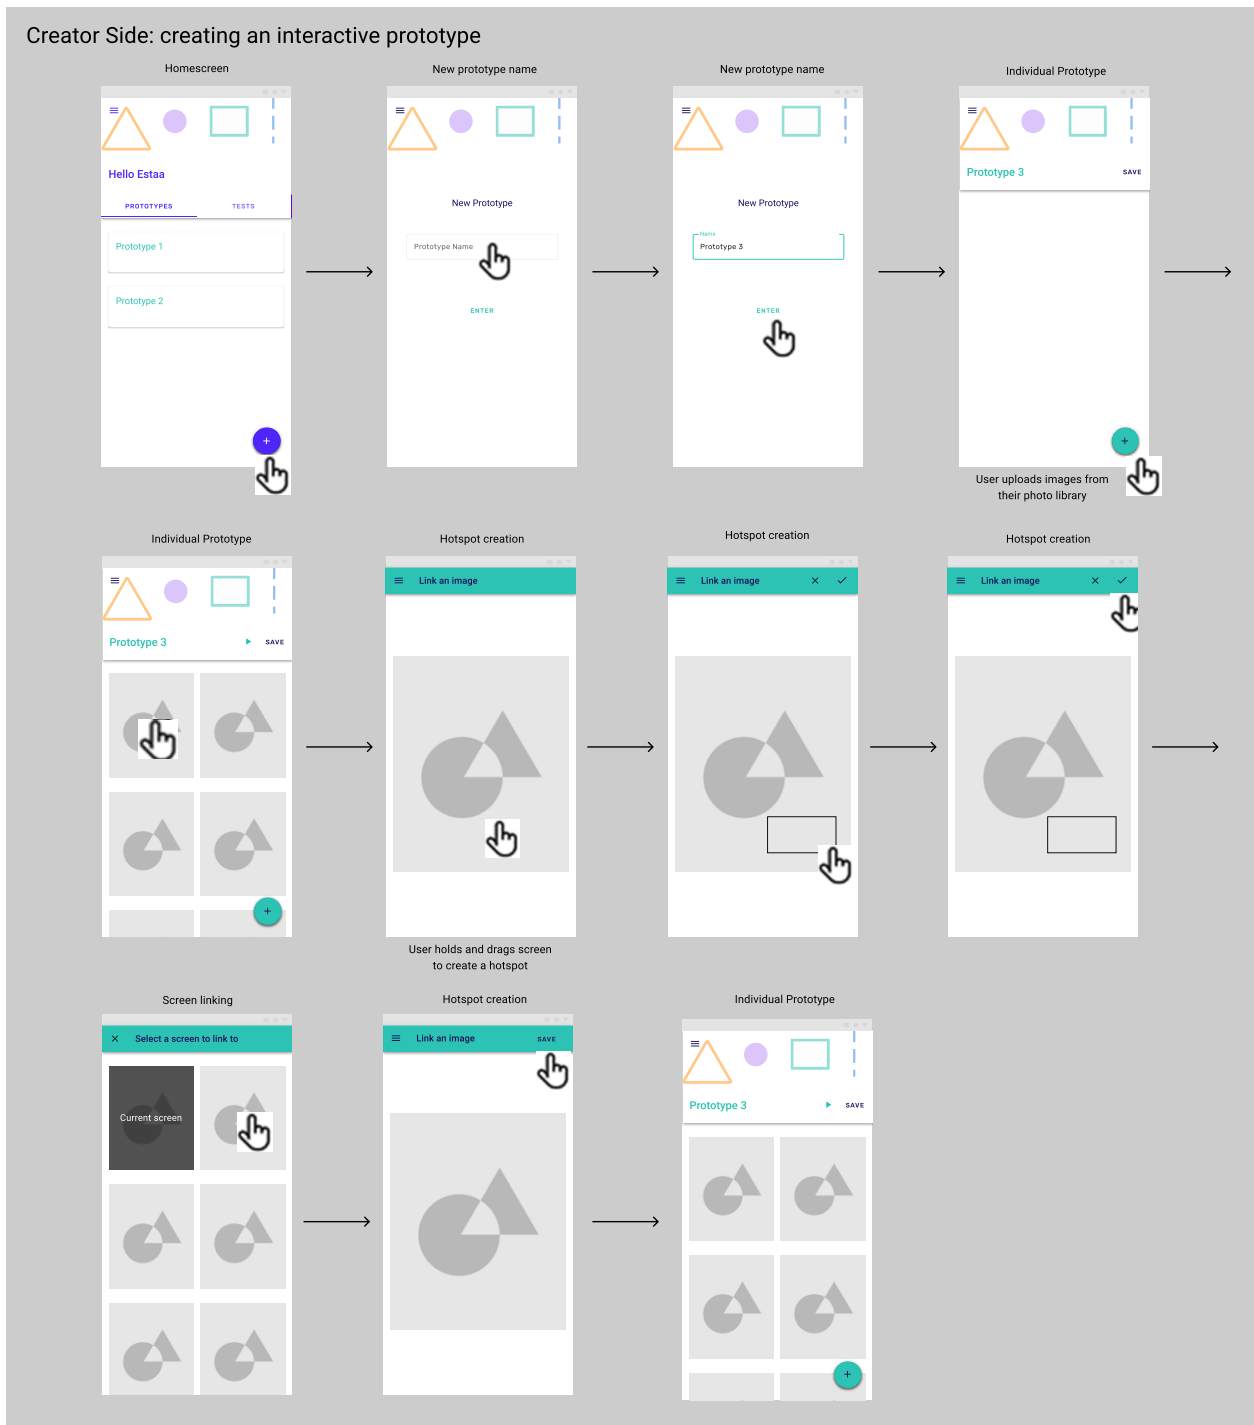 Creator Side: creating an interactive prototype
Homescreen
Hello Estaa
PROTOTYPES
TESTS
Prototype 1
Prototype 2
+
New prototype name
New Prototype
Prototype Name
ENTER
New prototype name
New Prototype
Name
Prototype 3
ENTER
Individual Prototype
Prototype 3
SAVE
+
User uploads images from
their photo library
Individual Prototype
Prototype 3
SAVE
+
Hotspot creation
Link an image
User holds and drags screen
to create a hotspot
Hotspot creation
Link an image
Hotspot creation
Link an image
Screen linking
Select a screen to link to
Current screen
Hotspot creation
Link an image
SAVE
Individual Prototype
Prototype 3
SAVE
+